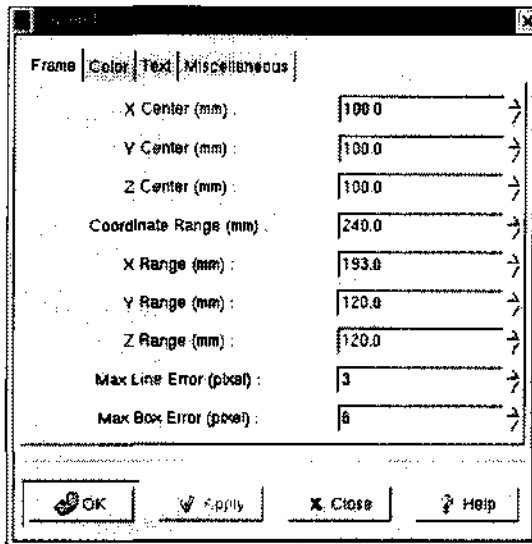 Frame Color Text Miscellaneous
X Center (mm) : 100.0
Y Center (mm) : 100.0
Z Center (mm) : 100.0
Coordinate Range (mm) : 240.0
X Range (mm) : 193.0
Y Range (mm) : 120.0
Z Range (mm) : 120.0
Max Line Error (pixel) : 3
Max Box Error (pixel) : 6
OK Apply Close Help